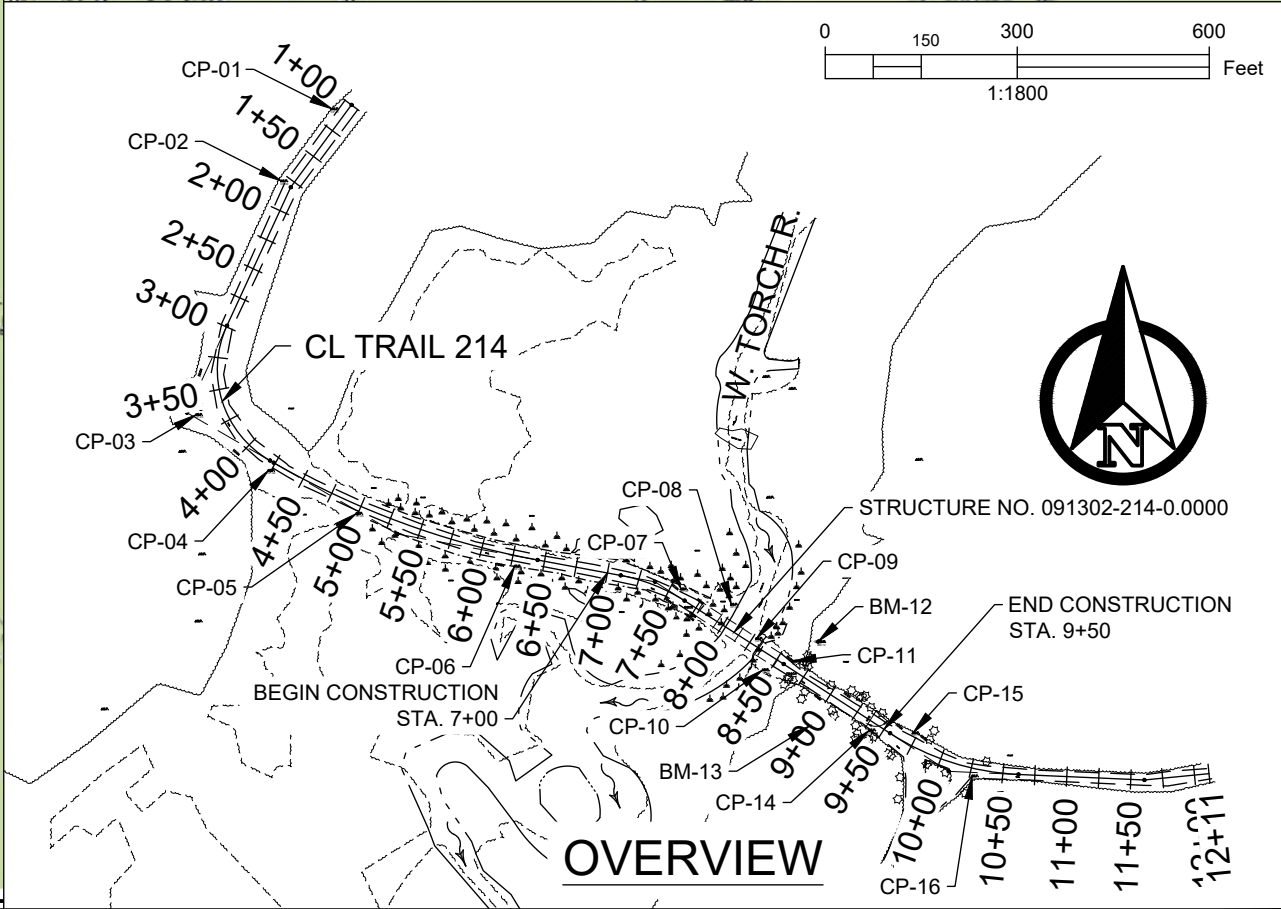 0
150
300
600
Feet
1:1800
CP-01
1+00
1+50
CP-02
2+00
2+50
3+00
CL TRAIL 214
3+50
CP-03
4+00
CP-04
4+50
CP-05
5+00
5+50
6+00
CP-06
6+50
7+00
BEGIN CONSTRUCTION
STA. 7+00
W. TORCH R.
N
CP-07
CP-08
7+50
8+00
STRUCTURE NO. 091302-214-0.0000
CP-09
BM-12
CP-11
END CONSTRUCTION
STA. 9+50
CP-10
8+50
BM-13
9+00
CP-14
9+50
CP-15
10+00
CP-16
10+50
11+00
11+50
12+11
OVERVIEW